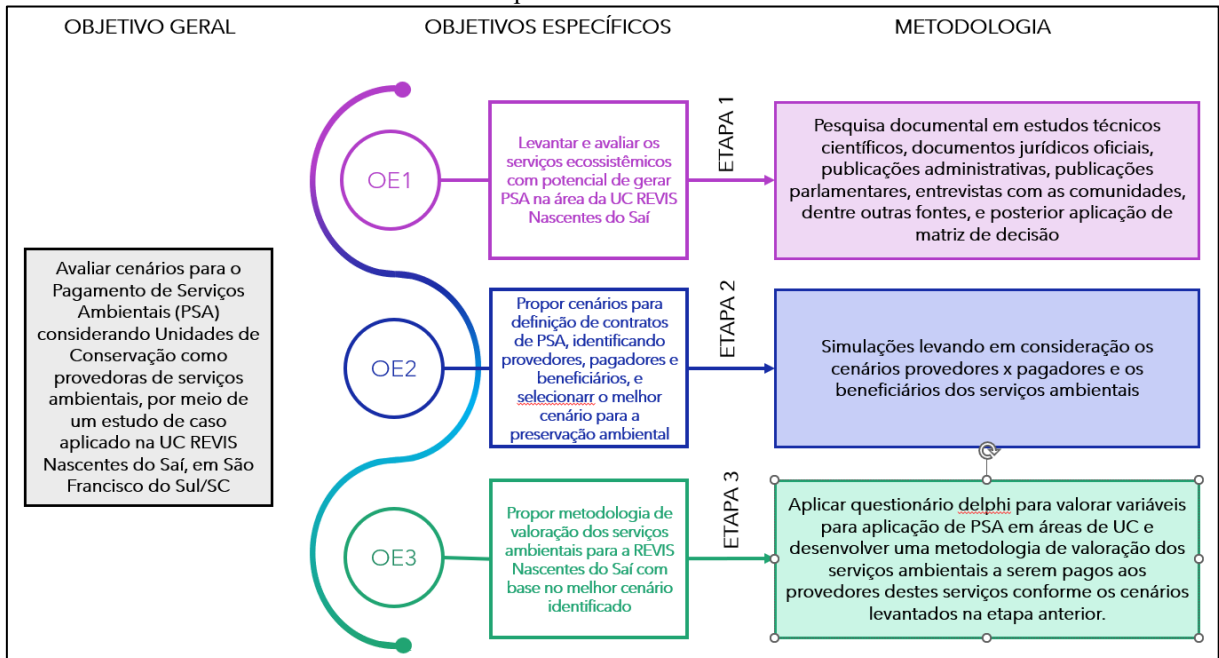 OBJETIVO GERAL
OBJETIVOS ESPECÍFICOS
METODOLOGIA
Avaliar cenários para o
Pagamento de Serviços
Ambientais (PSA)
considerando Unidades de
Conservação como
provedoras de serviços
ambientais, por meio de
um estudo de caso
aplicado na UC REVIS
Nascentes do Saí, em São
Francisco do Sul/SC
OE1
Levantar e avaliar os
serviços ecossistêmicos
com potencial de gerar
PSA na área da UC REVIS
Nascentes do Saí
ETAPA 1
Pesquisa documental em estudos técnicos
científicos, documentos jurídicos oficiais,
publicações administrativas, publicações
parlamentares, entrevistas com as comunidades,
dentre outras fontes, e posterior aplicação de
matriz de decisão
OE2
Propor cenários para
definição de contratos
de PSA, identificando
provedores, pagadores e
beneficiários, e
selecionarr o melhor
cenário para a
preservação ambiental
ETAPA 2
Simulações levando em consideração os
cenários provedores x pagadores e os
beneficiários dos serviços ambientais
OE3
Propor metodologia de
valoração dos serviços
ambientais para a REVIS
Nascentes do Saí com
base no melhor cenário
identificado
ETAPA 3
Aplicar questionário delphi para valorar variáveis
para aplicação de PSA em áreas de UC e
desenvolver uma metodologia de valoração dos
serviços ambientais a serem pagos aos
provedores destes serviços conforme os cenários
levantados na etapa anterior.